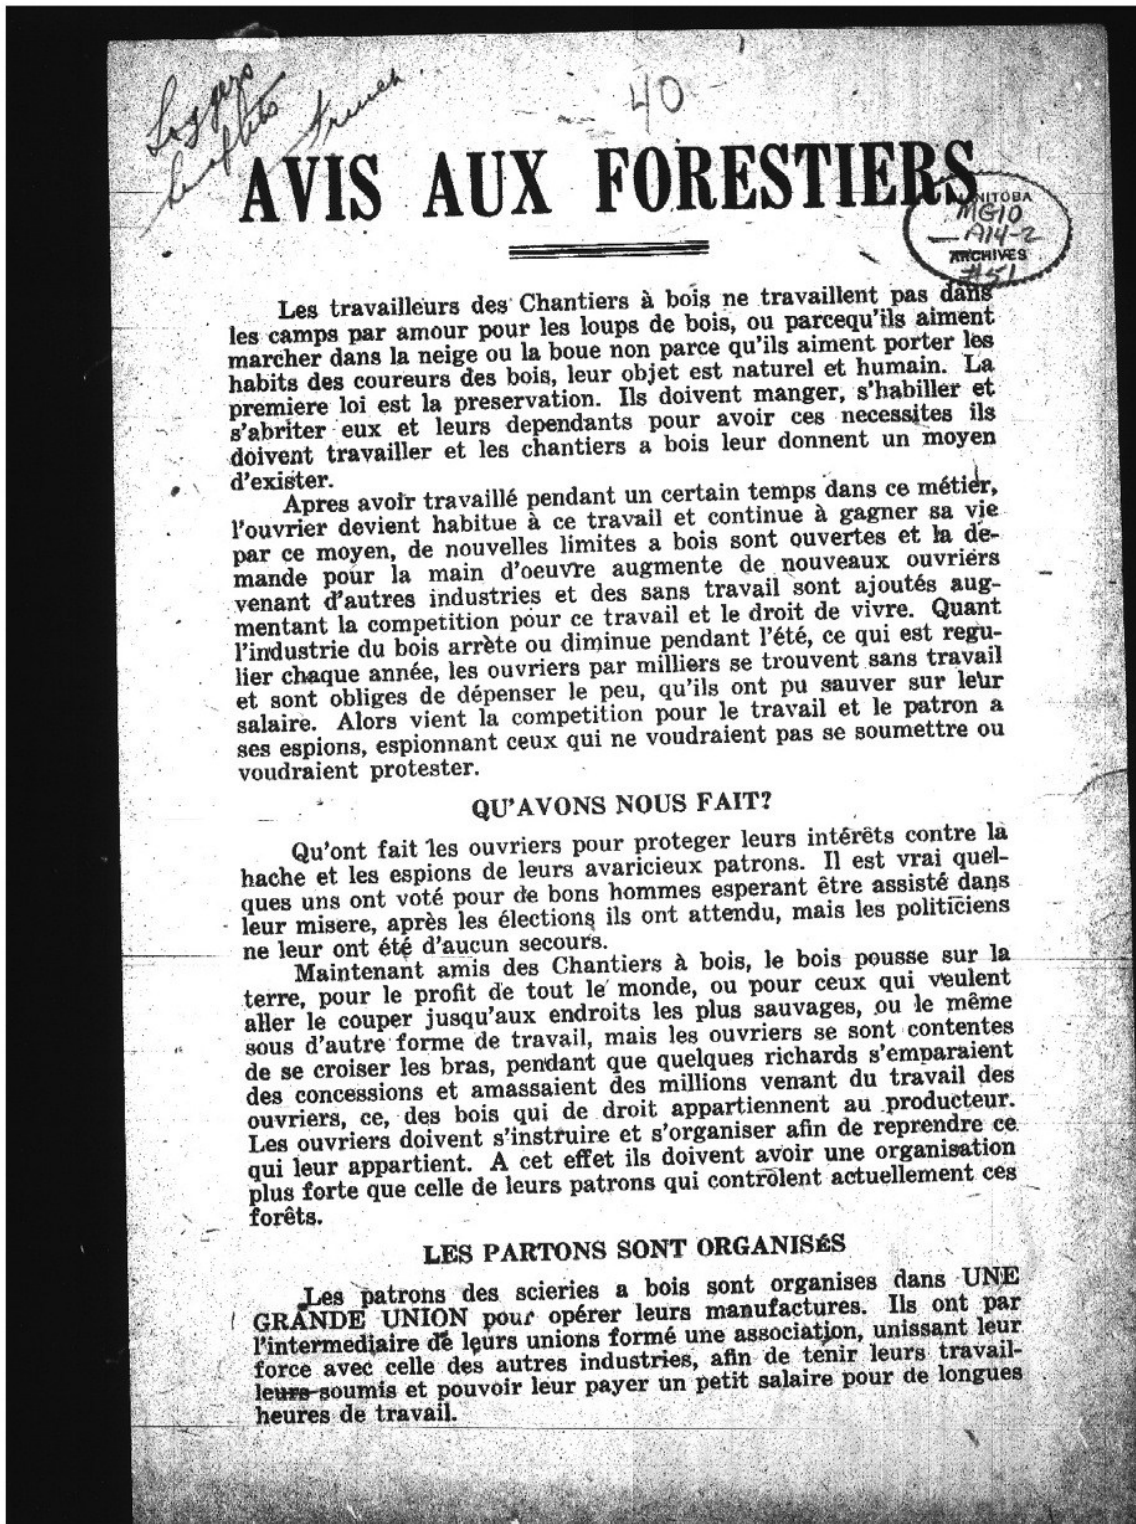 Loggers
leaflets French
40
AVIS AUX FORESTIERS
MANITOBA
MG10
A14-2
ARCHIVES
#51
Les travailleurs des Chantiers à bois ne travaillent pas dans
les camps par amour pour les loups de bois, ou parcequ'ils aiment
marcher dans la neige ou la boue non parce qu'ils aiment porter les
habits des coureurs des bois, leur objet est naturel et humain. La
premiere loi est la preservation. Ils doivent manger, s'habiller et
s'abriter eux et leurs dependants pour avoir ces necessites ils
doivent travailler et les chantiers a bois leur donnent un moyen
d'exister.
Apres avoir travaillé pendant un certain temps dans ce métier,
l'ouvrier devient habitue à ce travail et continue à gagner sa vie
par ce moyen, de nouvelles limites a bois sont ouvertes et la de-
mande pour la main d'oeuvre augmente de nouveaux ouvriers
venant d'autres industries et des sans travail sont ajoutés aug-
mentant la competition pour ce travail et le droit de vivre. Quant
l'industrie du bois arrète ou diminue pendant l'été, ce qui est regu-
lier chaque année, les ouvriers par milliers se trouvent sans travail
et sont obliges de dépenser le peu, qu'ils ont pu sauver sur leur
salaire. Alors vient la competition pour le travail et le patron a
ses espions, espionnant ceux qui ne voudraient pas se soumettre ou
voudraient protester.
QU'AVONS NOUS FAIT?
Qu'ont fait les ouvriers pour proteger leurs intérêts contre la
hache et les espions de leurs avaricieux patrons. Il est vrai quel-
ques uns ont voté pour de bons hommes esperant être assisté dans
leur misere, après les élections ils ont attendu, mais les politiciens
ne leur ont été d'aucun secours.
Maintenant amis des Chantiers à bois, le bois pousse sur la
terre, pour le profit de tout le monde, ou pour ceux qui veulent
aller le couper jusqu'aux endroits les plus sauvages, ou le même
sous d'autre forme de travail, mais les ouvriers se sont contentes
de se croiser les bras, pendant que quelques richards s'emparaient
des concessions et amassaient des millions venant du travail des
ouvriers, ce, des bois qui de droit appartiennent au producteur.
Les ouvriers doivent s'instruire et s'organiser afin de reprendre ce
qui leur appartient. A cet effet ils doivent avoir une organisation
plus forte que celle de leurs patrons qui contrôlent actuellement ces
forêts.
LES PARTONS SONT ORGANISÉS
Les patrons des scieries a bois sont organises dans UNE
GRANDE UNION pour opérer leurs manufactures. Ils ont par
l'intermediaire de leurs unions formé une association, unissant leur
force avec celle des autres industries, afin de tenir leurs travail-
leurs soumis et pouvoir leur payer un petit salaire pour de longues
heures de travail.